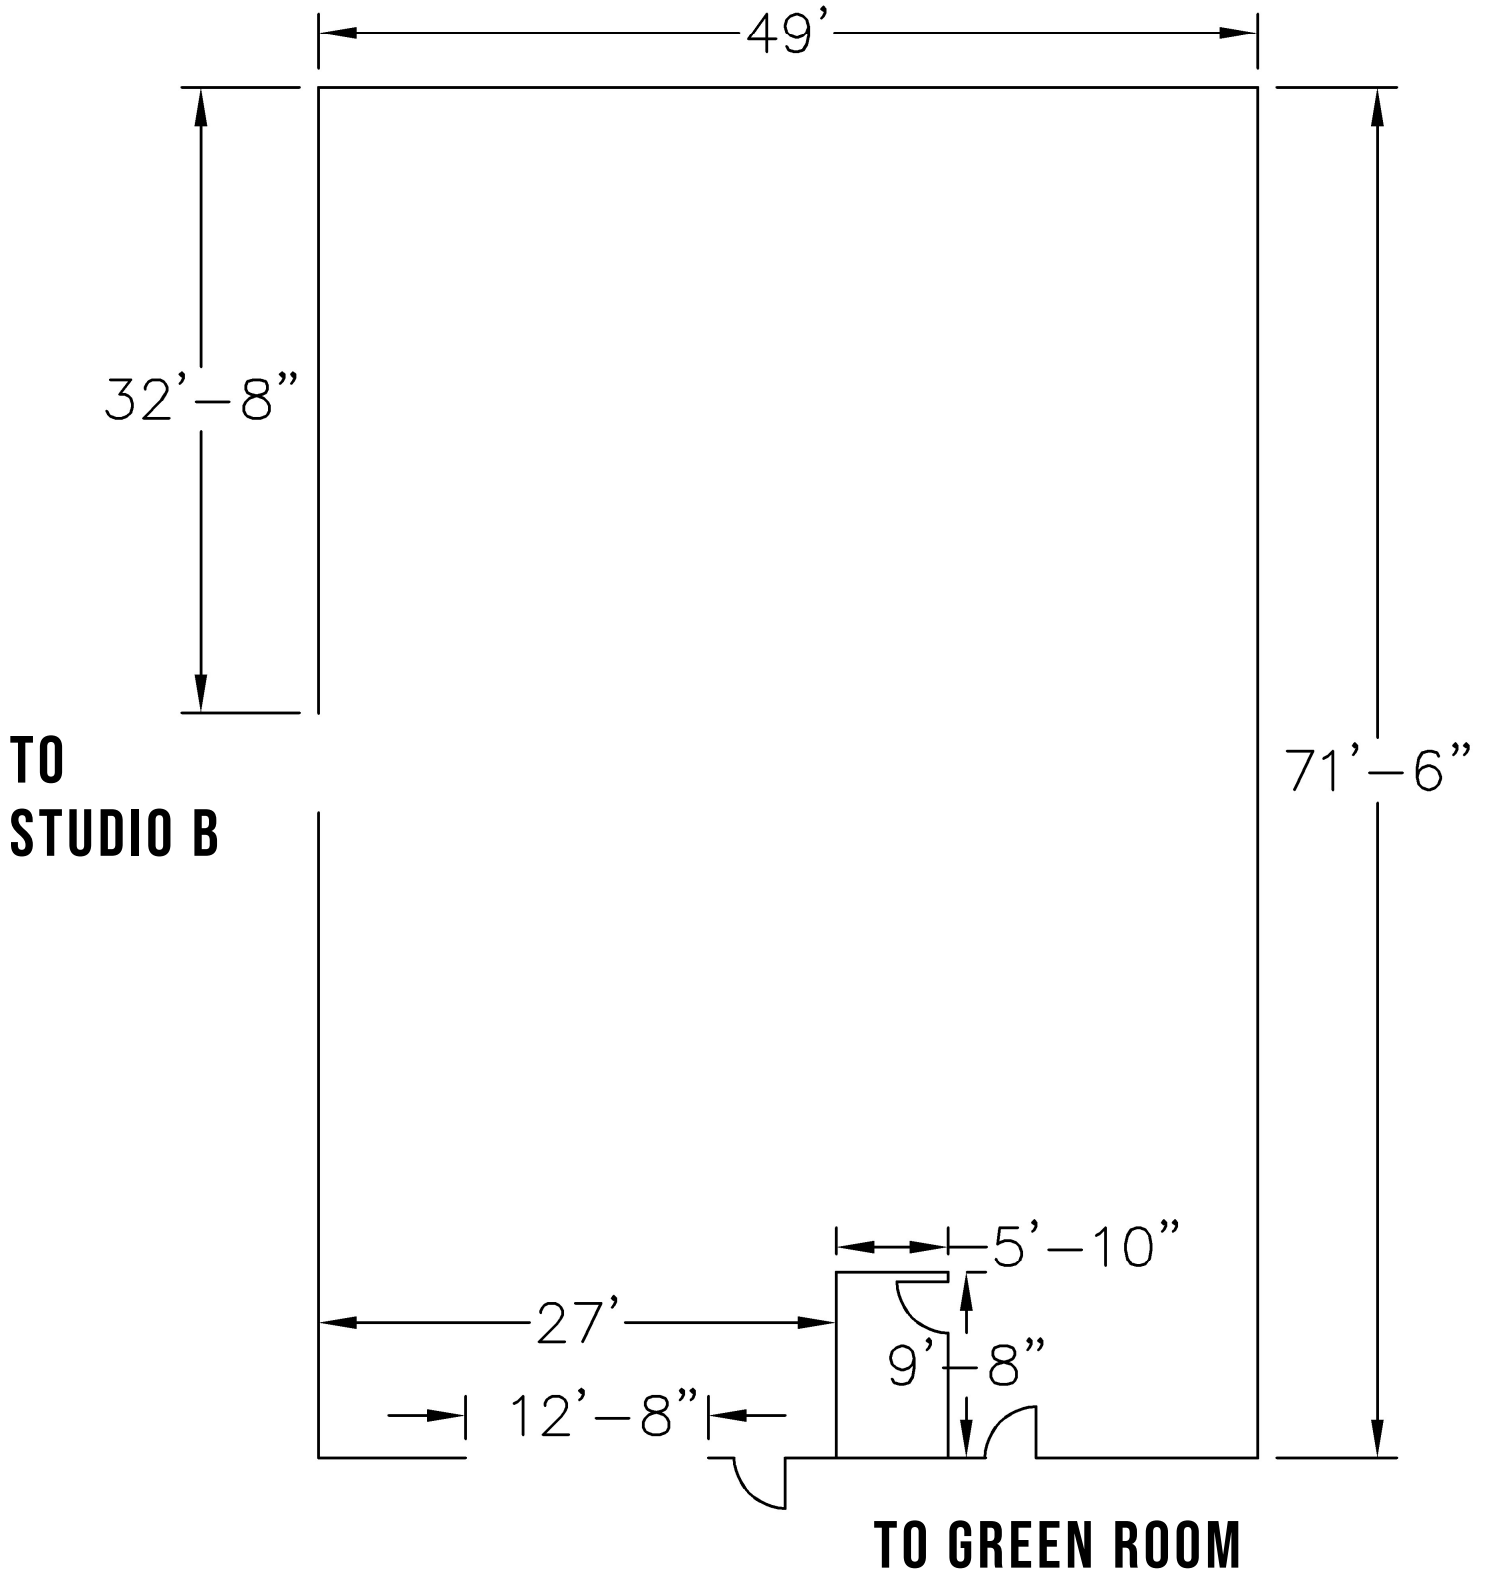 49’
32’-8”
TO
STUDIO B
71’-6”
5’-10”
27’
9’-8”
12’-8”
TO GREEN ROOM